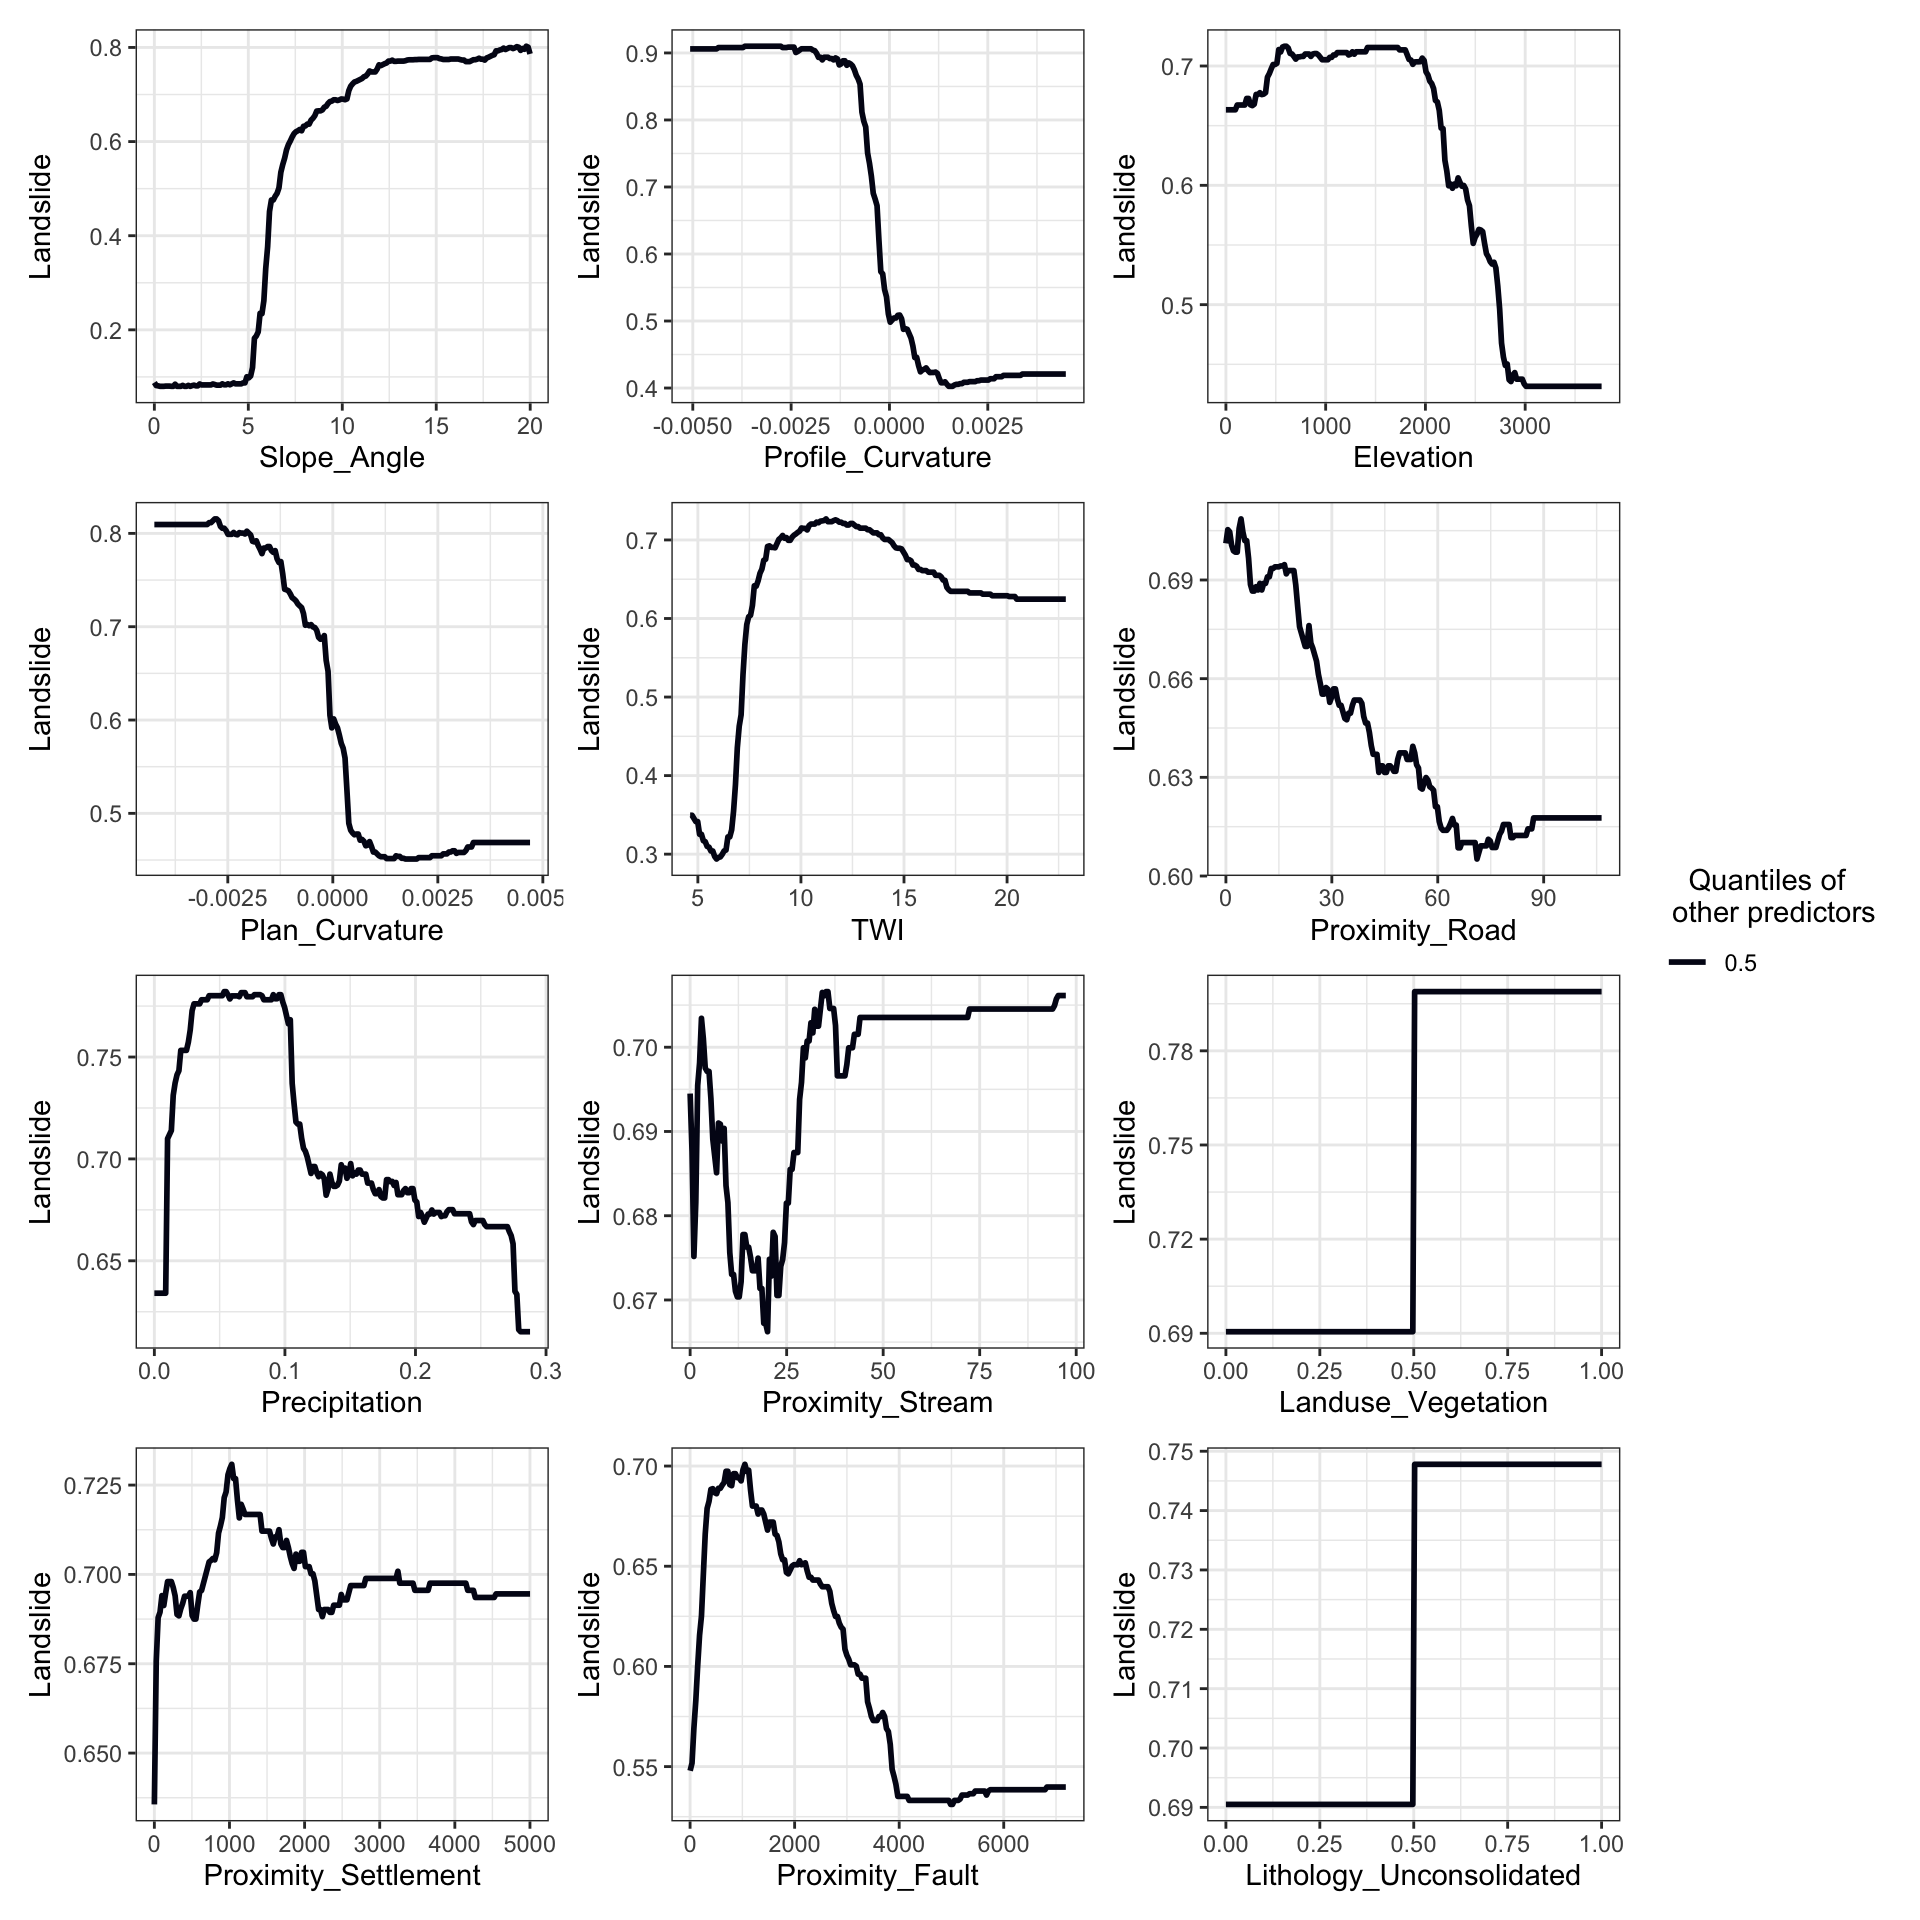 0.8
0.6
0.4
0.2
Landslide
0 5 10 15 20
Slope_Angle
0.9
0.8
0.7
0.6
0.5
0.4
Landslide
-0.0050 -0.0025 0.0000 0.0025
Profile_Curvature
0.7
0.6
0.5
Landslide
0 1000 2000 3000
Elevation
0.8
0.7
0.6
0.5
Landslide
-0.0025 0.0000 0.0025 0.005
Plan_Curvature
0.7
0.6
0.5
0.4
0.3
Landslide
5 10 15 20
TWI
0.69
0.66
0.63
0.60
Landslide
0 30 60 90
Proximity_Road
Quantiles of
other predictors
0.5
0.75
0.70
0.65
Landslide
0.0 0.1 0.2 0.3
Precipitation
0.70
0.69
0.68
0.67
Landslide
0 25 50 75 100
Proximity_Stream
0.78
0.75
0.72
0.69
Landslide
0.00 0.25 0.50 0.75 1.00
Landuse_Vegetation
0.725
0.700
0.675
0.650
Landslide
0 1000 2000 3000 4000 5000
Proximity_Settlement
0.70
0.65
0.60
0.55
Landslide
0 2000 4000 6000
Proximity_Fault
0.75
0.74
0.73
0.72
0.71
0.70
0.69
Landslide
0.00 0.25 0.50 0.75 1.00
Lithology_Unconsolidated